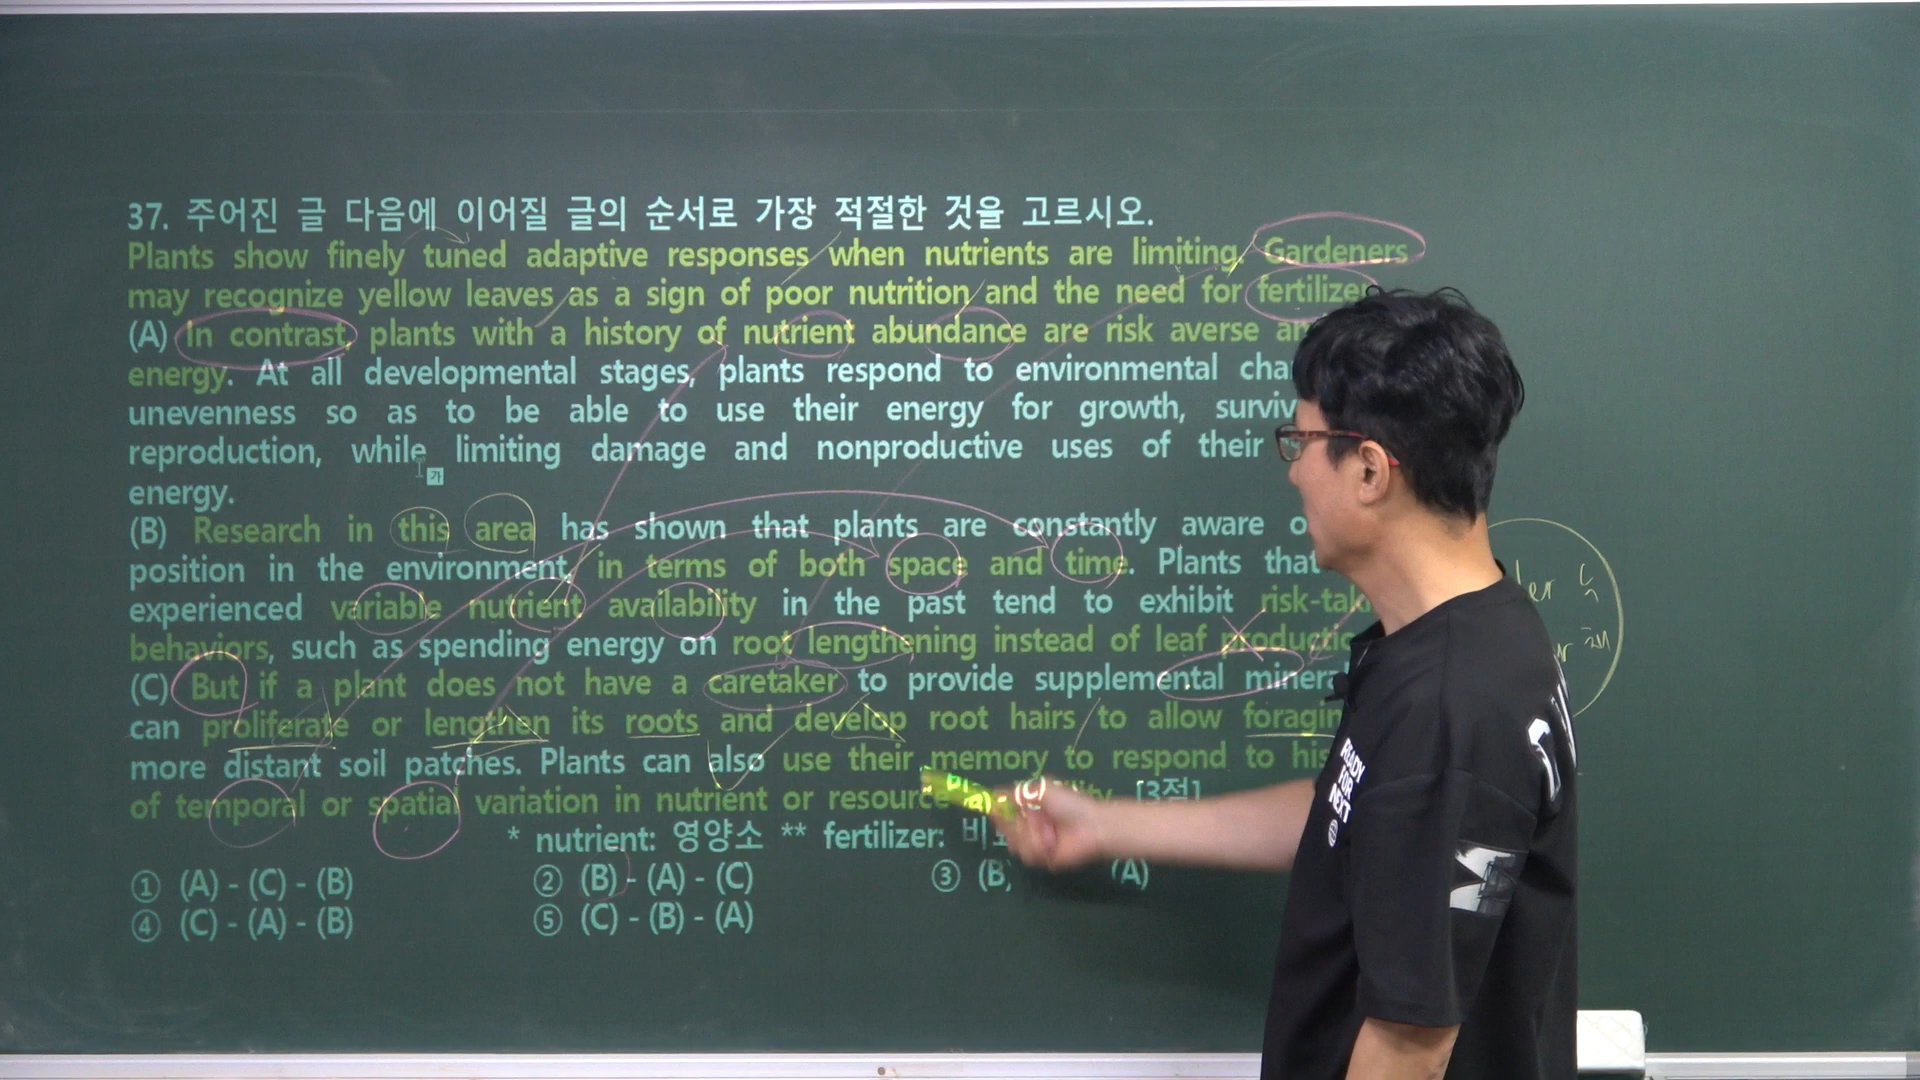 37. 주어진 글 다음에 이어질 글의 순서로 가장 적절한 것을 고르시오.
Plants show finely tuned adaptive responses when nutrients are limiting. Gardeners
may recognize yellow leaves as a sign of poor nutrition and the need for fertilizer
(A) In contrast, plants with a history of nutrient abundance are risk averse
energy. At all developmental stages, plants respond to environmental
unevenness so as to be able to use their energy for growth,
reproduction, while limiting damage and nonproductive uses of their
energy.
가
(B) Research in this area has shown that plants are constantly aware
position in the environment, in terms of both space and time. Plants that
experienced variable nutrient availability in the past tend to exhibit
behaviors, such as spending energy on root lengthening instead of leaf
(C) But if a plant does not have a caretaker to provide supplemental
can proliferate or lengthen its roots and develop root hairs to allow
more distant soil patches. Plants can also use their memory to respond to
of temporal or spatial variation in nutrient or resource [3점]
* nutrient: 영양소 ** fertilizer:
① (A) - (C) - (B) ② (B) - (A) - (C) ③ (B) (A)
④ (C) - (A) - (B) ⑤ (C) - (B) - (A)
READY
FOR
NEXT